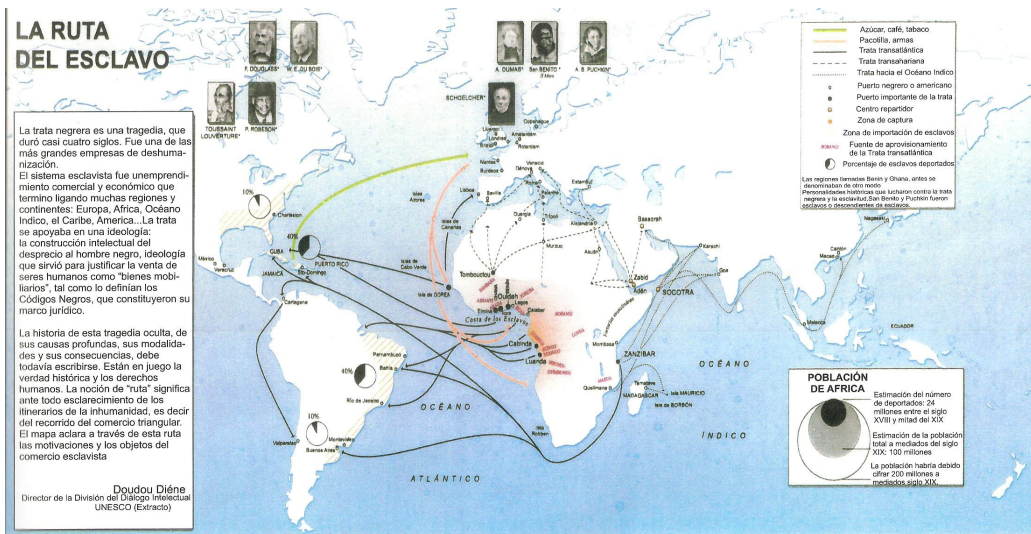 LA RUTA
DEL ESCLAVO
F. DOUGLASS*
W. E. DU BOIS*
A. DUMAS*
San BENITO *
Il Moro
A. S. PUCHKIN*
TOUSSAINT
LOUVERTURE*
P. ROBESON*
SCHOELCHER*
La trata negrera es una tragedia, que
duró casi cuatro siglos. Fue una de las
más grandes empresas de deshuma-
nización.
El sistema esclavista fue unemprendi-
miento comercial y económico que
termino ligando muchas regiones y
continentes: Europa, Africa, Océano
Indico, el Caribe, America...La trata
se apoyaba en una ideología:
la construcción intelectual del
desprecio al hombre negro, ideología
que sirvió para justificar la venta de
seres humanos como "bienes mobi-
liarios", tal como lo definían los
Códigos Negros, que constituyeron su
marco jurídico.
La historia de esta tragedia oculta, de
sus causas profundas, sus modalida-
des y sus consecuencias, debe
todavía escribirse. Están en juego la
verdad histórica y los derechos
humanos. La noción de "ruta" significa
ante todo esclarecimiento de los
itinerarios de la inhumanidad, es decir
del recorrido del comercio triangular.
El mapa aclara a través de esta ruta
las motivaciones y los objetos del
comercio esclavista
Doudou Diéne
Director de la División del Diálogo Intelectual
UNESCO (Extracto)
Azúcar, café, tabaco
Pacotilla, armas
Trata transatlántica
Trata transahariana
Trata hacia el Océano Indico
Puerto negrero o americano
Puerto importante de la trata
Centro repartidor
Zona de captura
Zona de importación de esclavos
Fuente de aprovisionamiento
de la Trata transatlántica
Porcentaje de esclavos deportados
Las regiones llamadas Benin y Ghana, antes se
denominaban de otro modo
Personalidades históricas que lucharon contra la trata
negrera y la esclavitud.San Benito y Puchkin fueron
esclavos o descendientes de esclavos.
10%
Charleston
40%
CUBA
PUERTO RICO
JAMAICA
Sto-Domingo
México
Veracruz
Cartagena
Pernambuco
40%
Bahia
Rio de Janeiro
10%
Valparaiso
Montevideo
Buenos Aires
Copenhague
Londres
Amsterdam
Rotterdam
Nantes
Burdeos
Lisboa
Sevilla
Génova
Venecia
Estambul
Islas
Azores
Islas de
Canarias
Islas de
Cabo Verde
Isla de GOREA
Ouargla
Tripoli
Alejandria
Murzuq
Tombouctou
Ouidah
Lagos
Elmina
Calabar
Costa de los Esclavos
Cabinda
Luanda
LUNDA
Basaorah
Zabid
Adén
SOCOTRA
Karachi
Goa
Mombasa
ZANZIBAR
Quelimane
Tamatave
MADAGASCAR
Isla MAURICIO
Isla de BORBÓN
Malacca
Cantón
Macao
Nagasaki
ECUADOR
Isla
Robben
OCÉANO
ATLÁNTICO
OCÉANO
ÍNDICO
POBLACIÓN
DE AFRICA
Estimación del número
de deportados: 24
millones entre el siglo
XVIII y mitad del XIX
Estimación de la población
total a mediados del siglo
XIX: 100 millones
La población habría debido
cifrar 200 millones a
mediados siglo XIX.